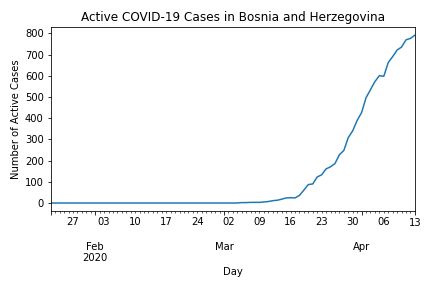 Active COVID-19 Cases in Bosnia and Herzegovina
Number of Active Cases
800
700
600
500
400
300
200
100
0
27 03 10 17 24 02 09 16 23 30 06 13
Feb Mar Apr
2020
Day